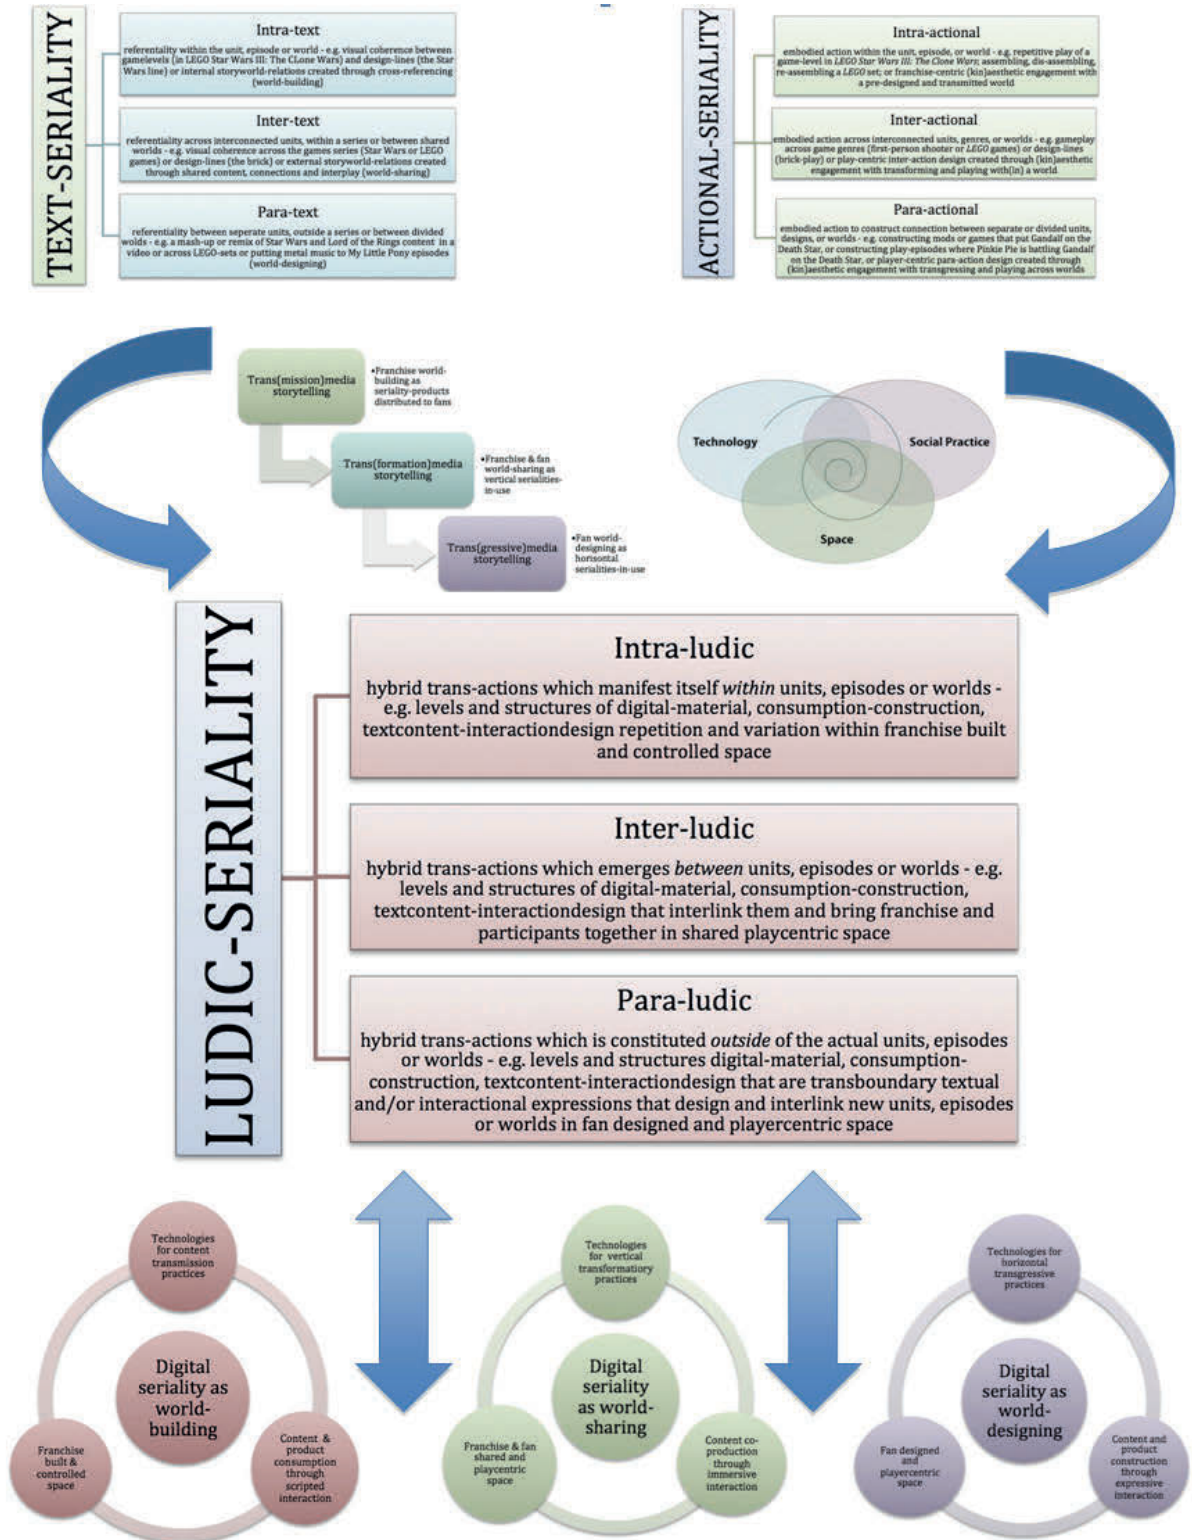 TEXT-SERIALITY
Intra-text
referentiality within the unit, episode or world - e.g. visual coherence between
gamelevels (in LEGO Star Wars III: The CLone Wars) and design-lines (the Star
Wars line) or internal storyworld-relations created through cross-referencing
(world-building)
Inter-text
referentiality across interconnected units, within a series or between shared
worlds - e.g. visual coherence across the games series (Star Wars or LEGO
games) or design-lines (the brick) or external storyworld-relations created
through shared content, connections and interplay (world-sharing)
Para-text
referentiality between seperate units, outside a series or between divided
wolds - e.g. a mash-up or remix of Star Wars and Lord of the Rings content in a
video or across LEGO-sets or putting metal music to My Little Pony episodes
(world-designing)
ACTIONAL-SERIALITY
Intra-actional
embodied action within the unit, episode, or world - e.g. repetitive play of a
game-level in LEGO Star Wars III: The Clone Wars; assembling, dis-assembling,
re-assembling a LEGO set; or franchise-centric (kin)aesthetic engagement with
a pre-designed and transmitted world
Inter-actional
embodied action across interconnected units, genres, or worlds - e.g. gameplay
across game genres (first-person shooter or LEGO games) or design-lines
(brick-play) or play-centric inter-action design created through (kin)aesthetic
engagement with transforming and playing with(in) a world
Para-actional
embodied action to construct connection between separate or divided units,
designs, or worlds - e.g. constructing mods or games that put Gandalf on the
Death Star, or constructing play-episodes where Pinkie Pie is battling Gandalf
on the Death Star, or player-centric para-action design created through
(kin)aesthetic engagement with transgressing and playing across worlds
Trans(mission)media
storytelling
•Franchise world-
building as
seriality-products
distributed to fans
Trans(formation)media
storytelling
•Franchise & fan
world-sharing as
vertical serialities-
in-use
Trans(gressive)media
storytelling
•Fan world-
designing as
horisontal
serialities-in-use
Technology
Social Practice
Space
LUDIC-SERIALITY
Intra-ludic
hybrid trans-actions which manifest itself within units, episodes or worlds -
e.g. levels and structures of digital-material, consumption-construction,
textcontent-interactiondesign repetition and variation within franchise built
and controlled space
Inter-ludic
hybrid trans-actions which emerges between units, episodes or worlds - e.g.
levels and structures of digital-material, consumption-construction,
textcontent-interactiondesign that interlink them and bring franchise and
participants together in shared playcentric space
Para-ludic
hybrid trans-actions which is constituted outside of the actual units, episodes
or worlds - e.g. levels and structures digital-material, consumption-
construction, textcontent-interactiondesign that are transboundary textual
and/or interactional expressions that design and interlink new units, episodes
or worlds in fan designed and playercentric space
Technologies
for content
transmission
practices
Digital
seriality as
world-
building
Franchise
built &
controlled
space
Content &
product
consumption
through
scripted
interaction
Technologies
for vertical
transformatiory
practices
Digital
seriality
as world-
sharing
Franchise & fan
shared and
playcentric
space
Content co-
production
through
immersive
interaction
Technologies for
horizontal
transgressive
practices
Digital
seriality as
world-
designing
Fan designed
and
playercentric
space
Content and
product
construction
through
expressive
interaction